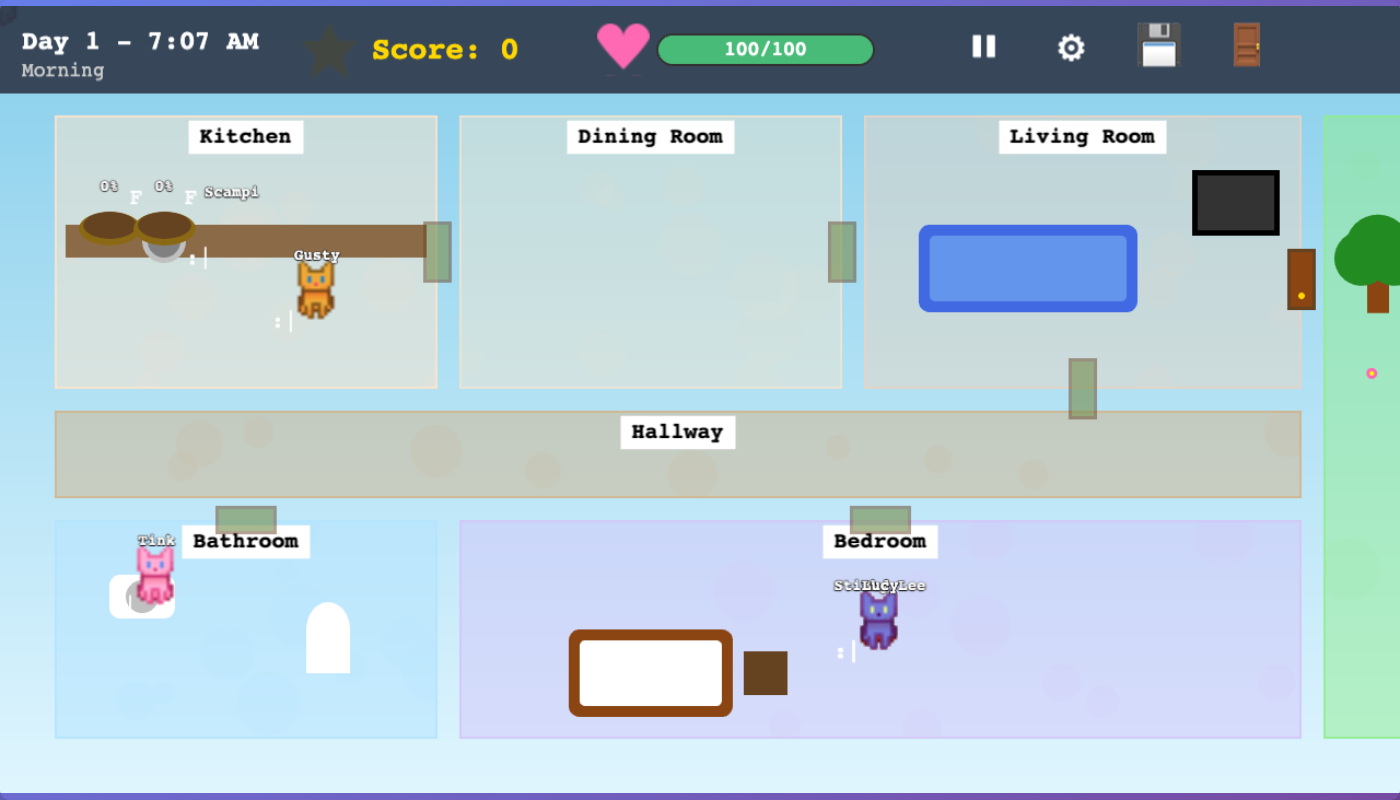 Day 1 - 7:07 AM
Morning
Score: 0
100/100
Kitchen
Dining Room
Living Room
0%
F
0%
F
Scampi
:|
Gusty
:|
Hallway
Tink
Bathroom
Bedroom
LucyLee
:|